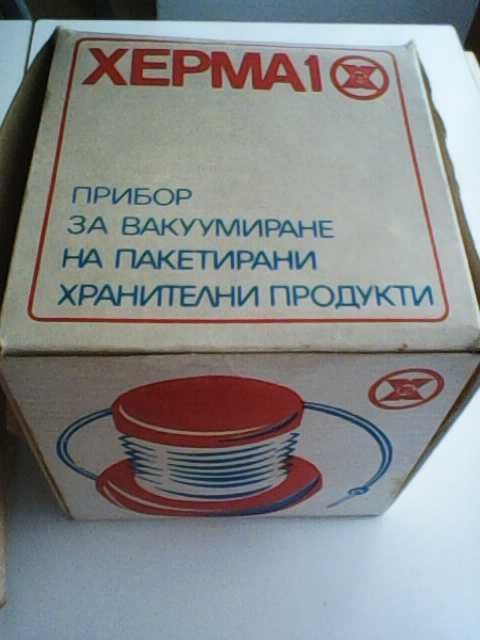 ХЕРМА1
ПРИБОР
ЗА ВАКУУМИРАНЕ
НА ПАКЕТИРАНИ
ХРАНИТЕЛНИ ПРОДУКТИ